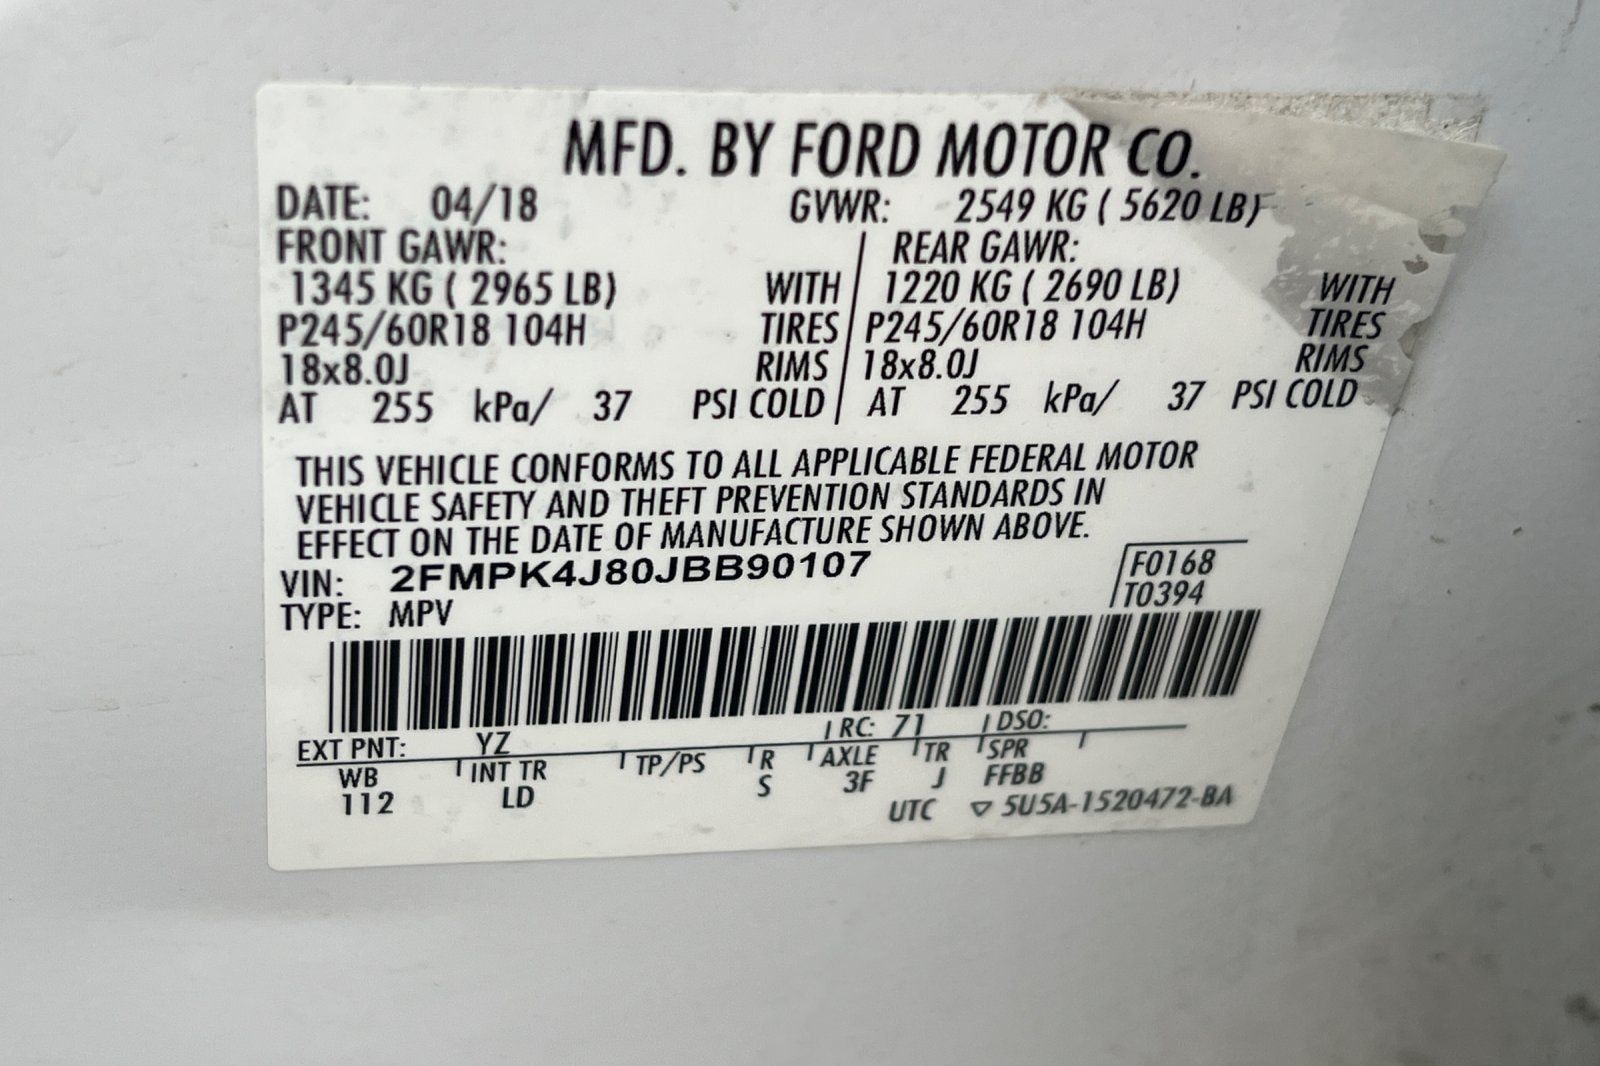 MFD. BY FORD MOTOR CO.
DATE: 04/18 GVWR: 2549 KG ( 5620 LB)
FRONT GAWR: REAR GAWR:
1345 KG ( 2965 LB) WITH 1220 KG ( 2690 LB) WITH
P245/60R18 104H TIRES P245/60R18 104H TIRES
18x8.0J RIMS 18x8.0J RIMS
AT 255 kPa/ 37 PSI COLD AT 255 kPa/ 37 PSI COLD
THIS VEHICLE CONFORMS TO ALL APPLICABLE FEDERAL MOTOR
VEHICLE SAFETY AND THEFT PREVENTION STANDARDS IN
EFFECT ON THE DATE OF MANUFACTURE SHOWN ABOVE.
VIN: 2FMPK4J80JBB90107 F0168
TYPE: MPV T0394
EXT PNT: YZ RC: 71 DSO:
WB INT TR TP/PS R AXLE TR SPR
112 LD S 3F J FFBB
UTC ▽ 5U5A-1520472-BA